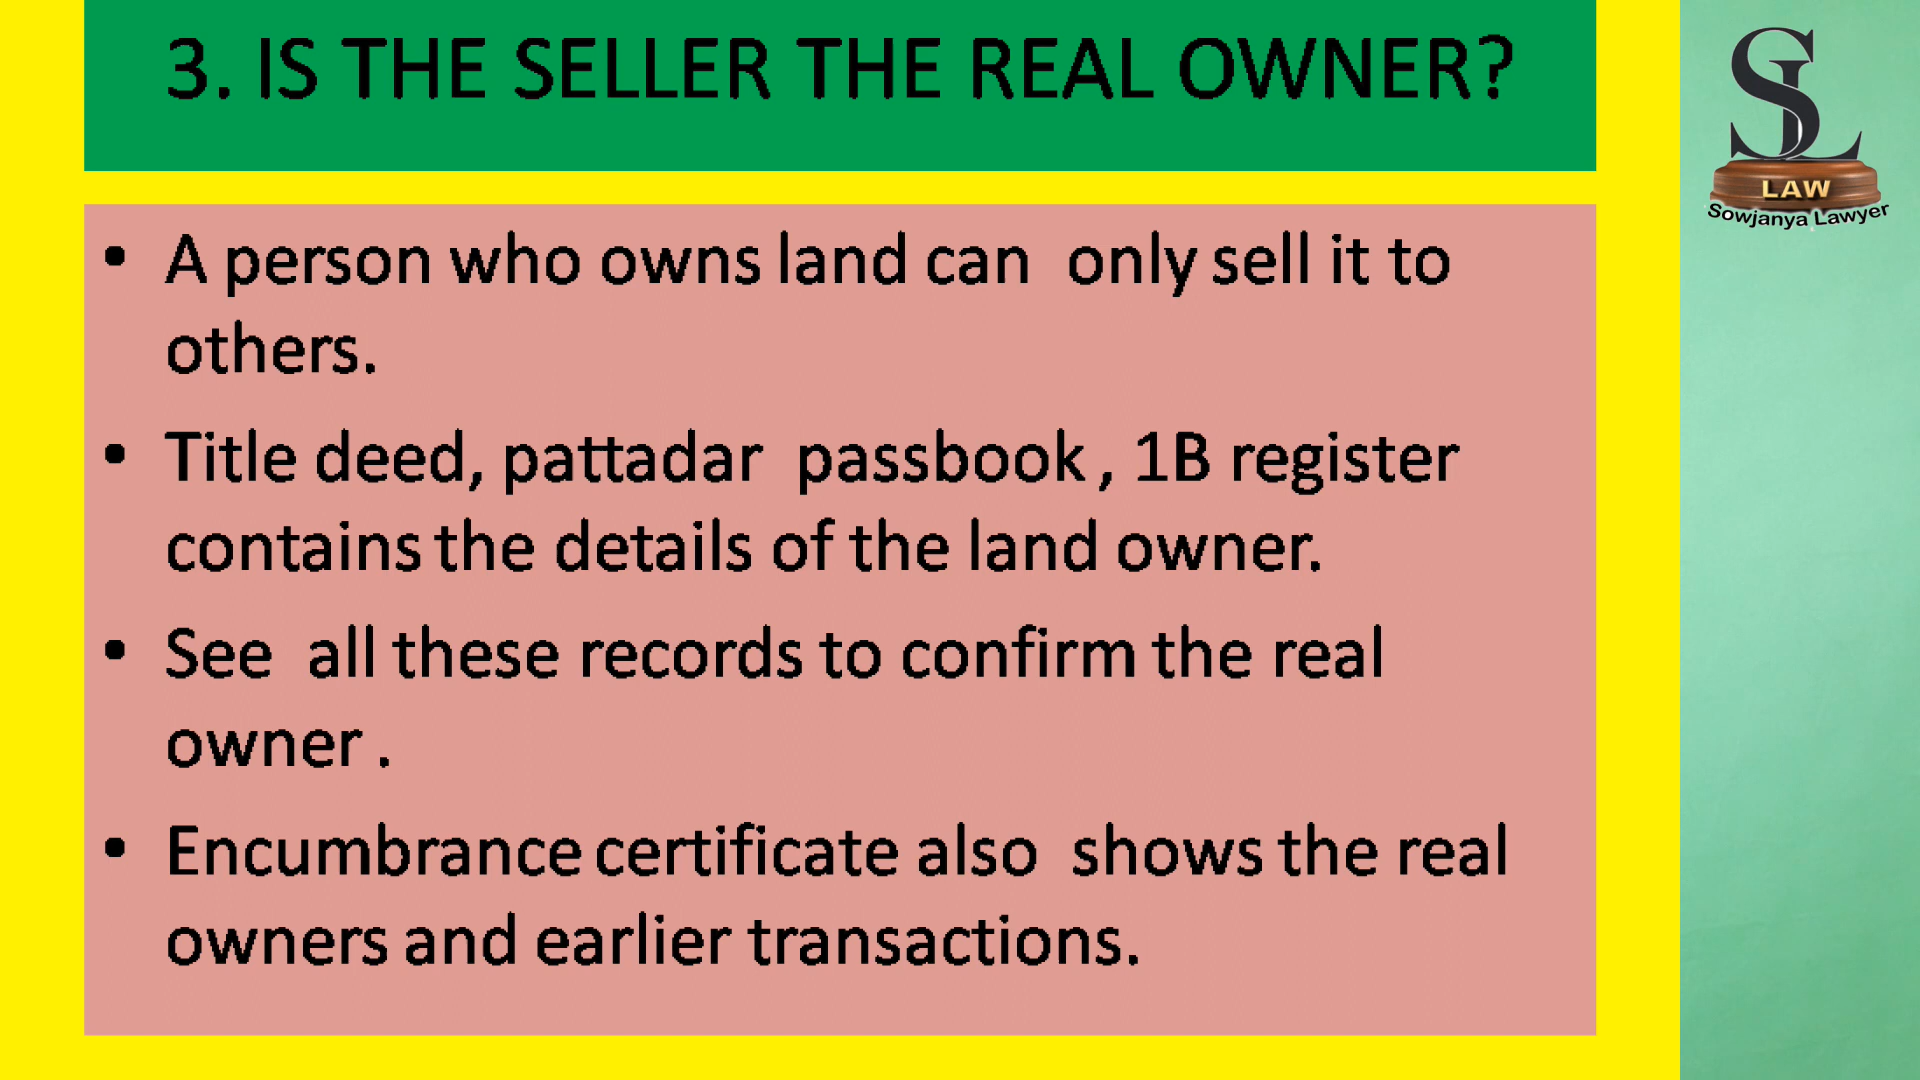 3. IS THE SELLER THE REAL OWNER?
• A person who owns land can only sell it to
others.
• Title deed, pattadar passbook , 1B register
contains the details of the land owner.
• See all these records to confirm the real
owner .
• Encumbrance certificate also shows the real
owners and earlier transactions.
SL
LAW
Sowjanya Lawyer